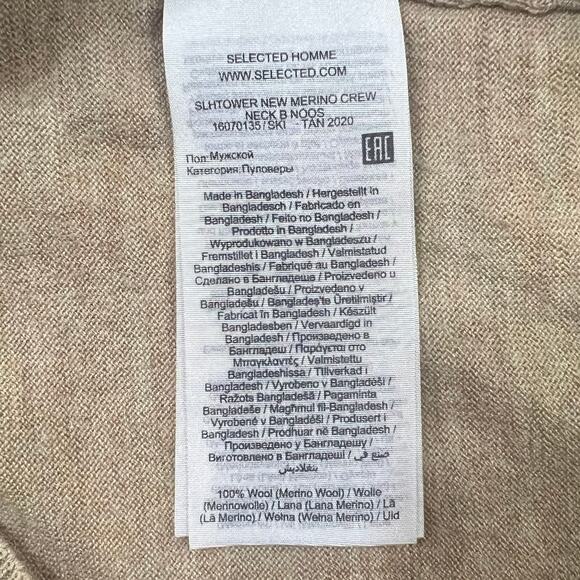 SELECTED HOMME
WWW.SELECTED.COM
SLHTOWER NEW MERINO CREW
NECK B NOOS
16070135/SKI TAN 2020
EAC
Пол:Мужской
Категория:Пуловеры
Made in Bangladesh / Hergestellt in
Bangladesch / Fabricado en
Bangladesh / Feito no Bangladesh /
Prodotto in Bangladesh /
Wyprodukowano w Bangladeszu /
Fremstillet i Bangladesh / Valmistatud
Bangladeshis / Fabriqué au Bangladesh /
Сделано в Бангладеше / Proizvedeno u
Bangladešu / Proizvedeno v
Bangladešu / Bangladeş'te Üretilmiştir /
Fabricat în Bangladesh / Készült
Bangladesben / Vervaardigd in
Bangladesh / Произведено в
Бангладеш / Παράγεται στο
Μπαγκλαντές / Valmistettu
Bangladeshissa / Tillverkad i
Bangladesh / Vyrobeno v Bangladéši /
Ražots Bangladešā / Pagaminta
Bangladeše / Magħmul fil-Bangladesh /
Vyrobené v Bangladéši / Produsert i
Bangladesh / Prodhuar në Bangladesh /
Произведено у Бангладешу /
Виготовлено в Бангладеші / صنع في
بنغلاديش
100% Wool (Merino Wool) / Wolle
(Merinowolle) / Lana (Lana Merino) / Lã
(Lã Merino) / Wełna (Wełna Merino) / Uld